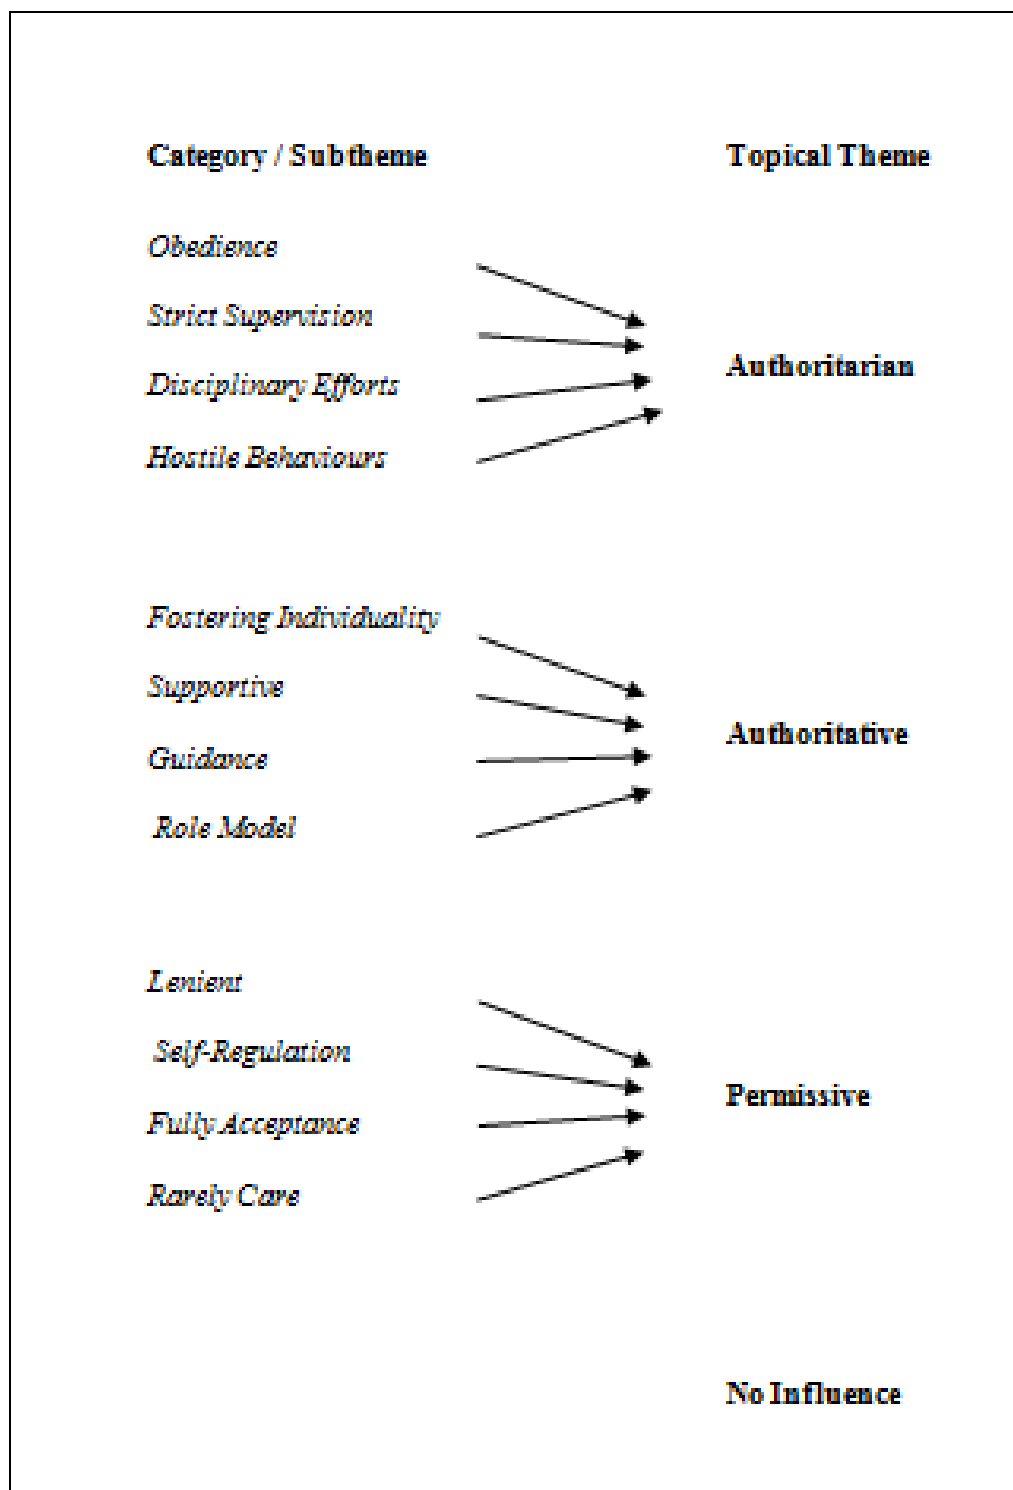 Category / Subtheme Topical Theme
Obedience
Strict Supervision
Authoritarian
Disciplinary Efforts
Hostile Behaviours
Fostering Individuality
Supportive
Authoritative
Guidance
Role Model
Lenient
Self-Regulation
Permissive
Fully Acceptance
Rarely Care
No Influence